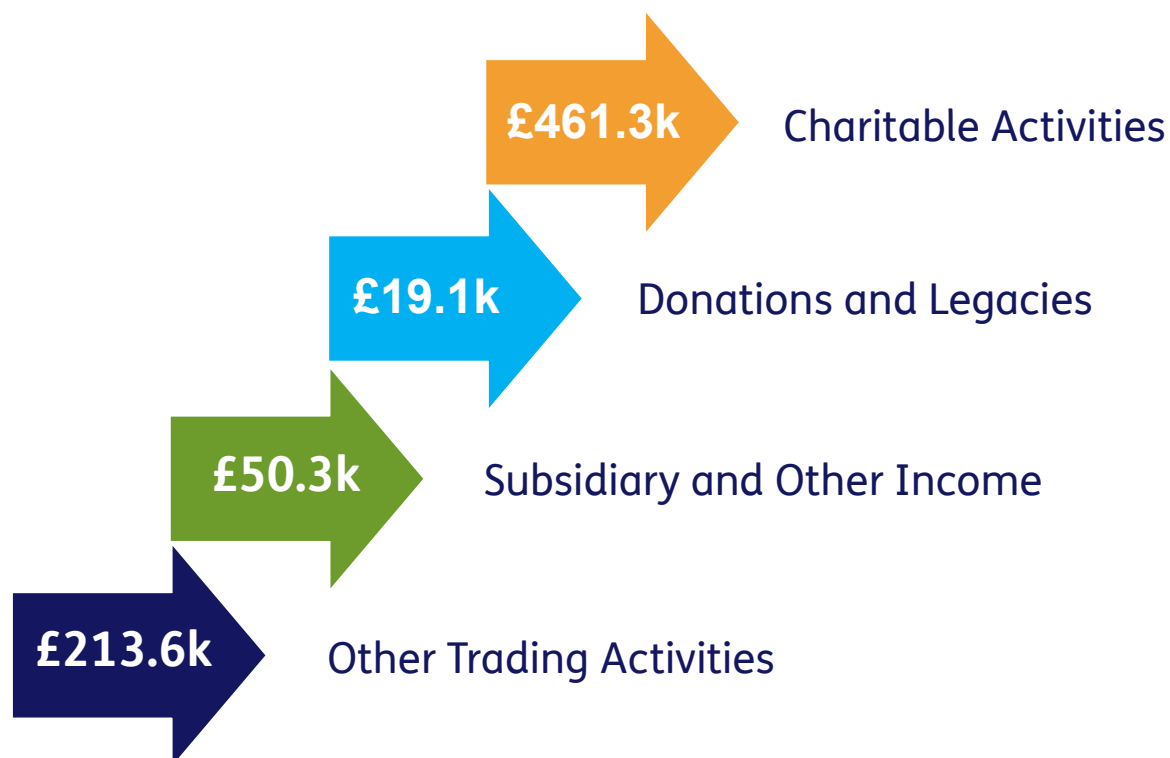 £461.3k Charitable Activities
£19.1k Donations and Legacies
£50.3k Subsidiary and Other Income
£213.6k Other Trading Activities